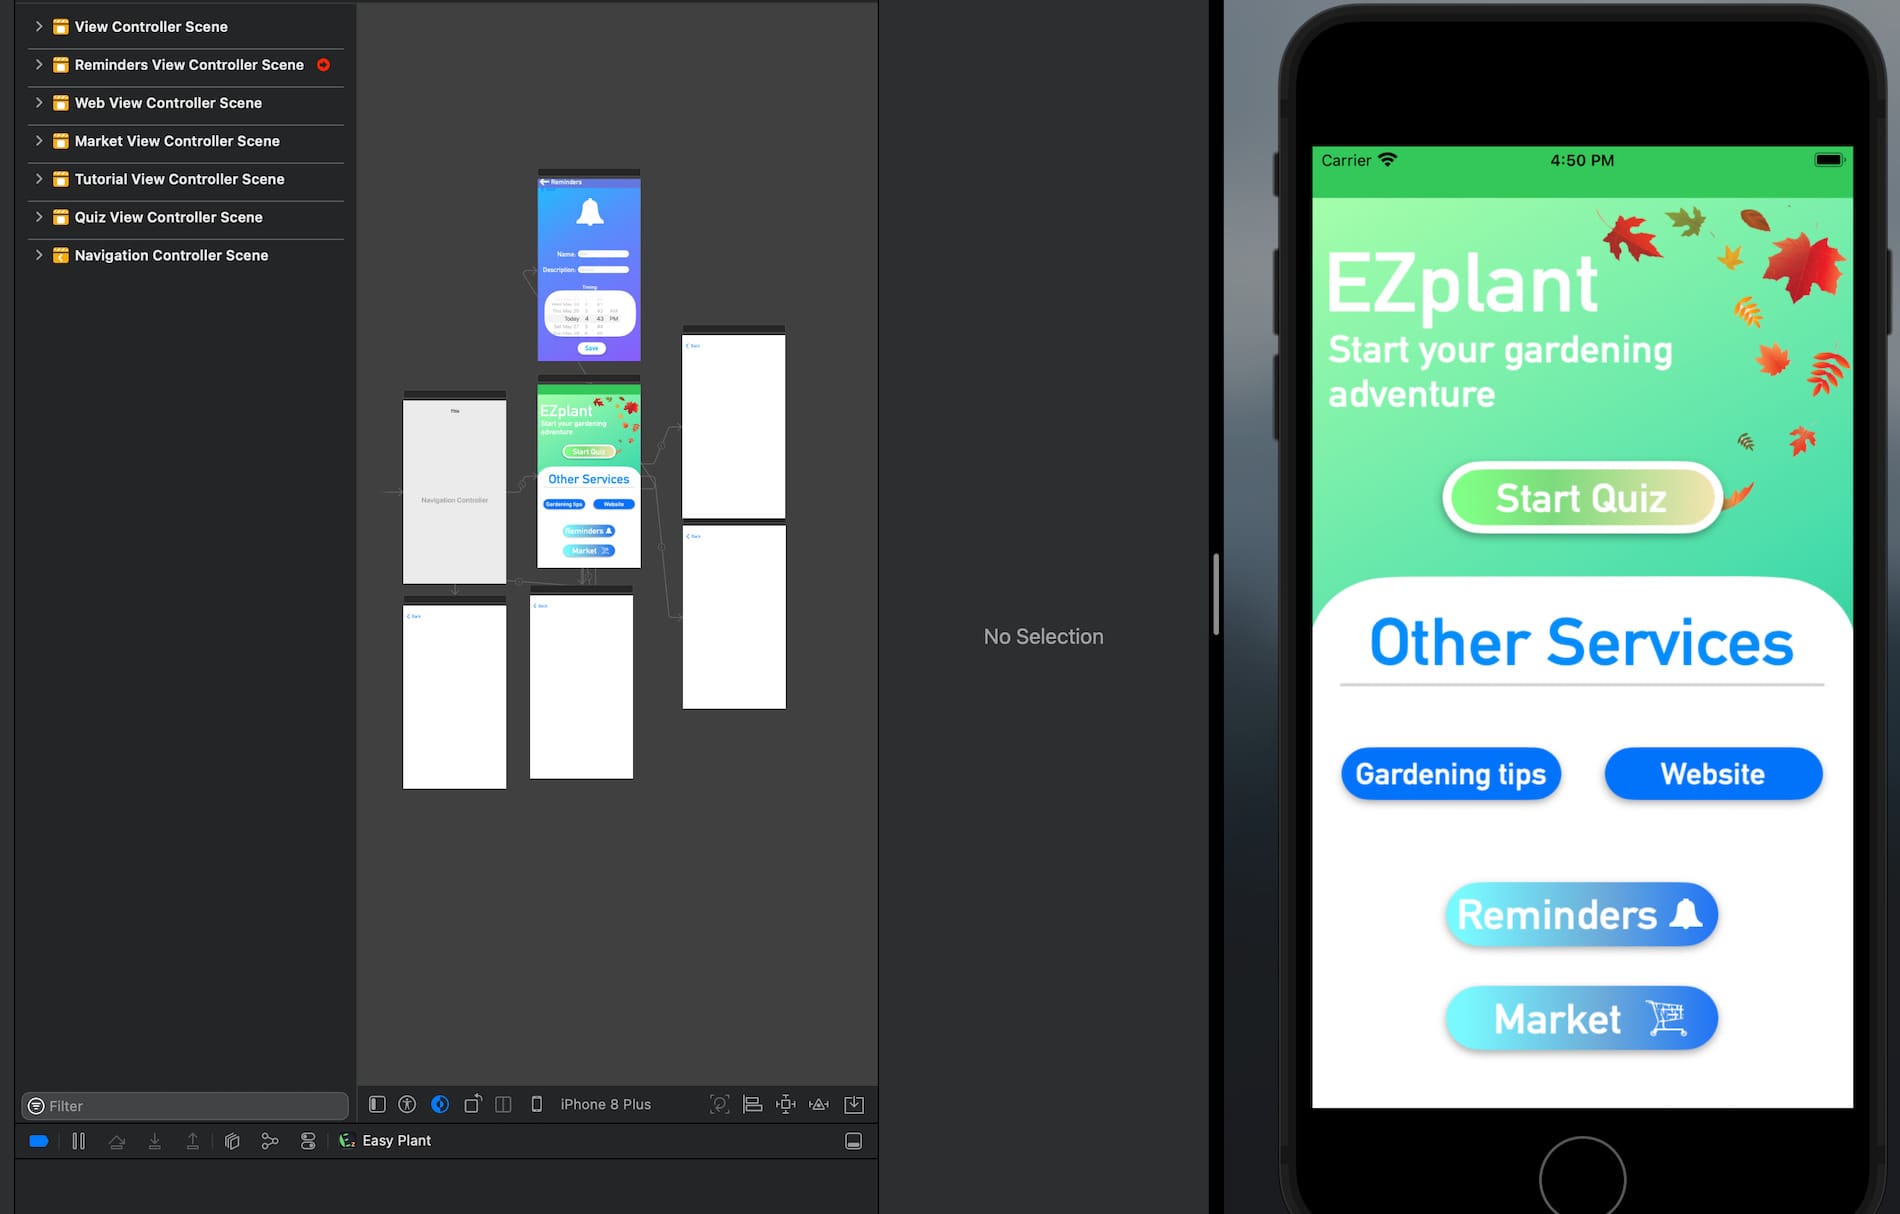 View Controller Scene
Reminders View Controller Scene
Web View Controller Scene
Market View Controller Scene
Tutorial View Controller Scene
Quiz View Controller Scene
Navigation Controller Scene
Filter
Reminders
Name:
Description:
Timing
Today 4 43 PM
Save
Title
Navigation Controller
EZplant
Start your gardening
adventure
Start Quiz
Other Services
Gardening tips Website
Reminders
Market
Back
Back
Back
Back
iPhone 8 Plus
Easy Plant
No Selection
Carrier 4:50 PM
EZplant
Start your gardening
adventure
Start Quiz
Other Services
Gardening tips Website
Reminders
Market